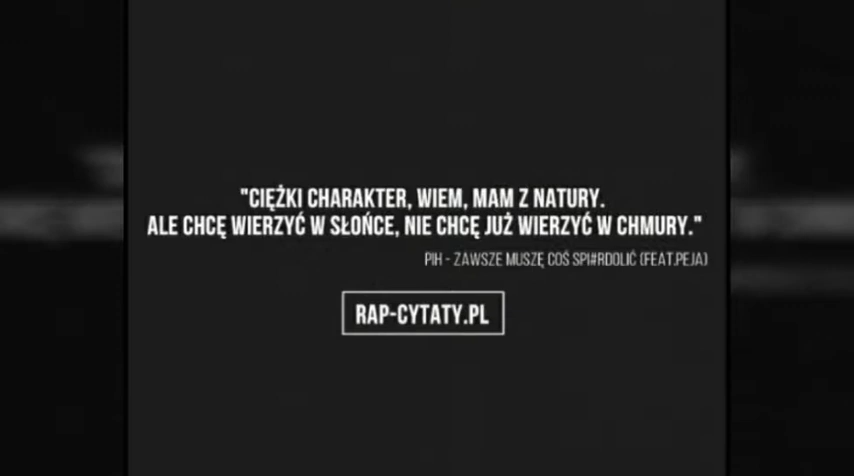 "CIĘŻKI CHARAKTER, WIEM, MAM Z NATURY.
ALE CHCĘ WIERZYĆ W SŁOŃCE, NIE CHCĘ JUŻ WIERZYĆ W CHMURY."
PIH - ZAWSZE MUSZĘ COŚ SPI#RDOLIĆ (FEAT.PEJA)
RAP-CYTATY.PL